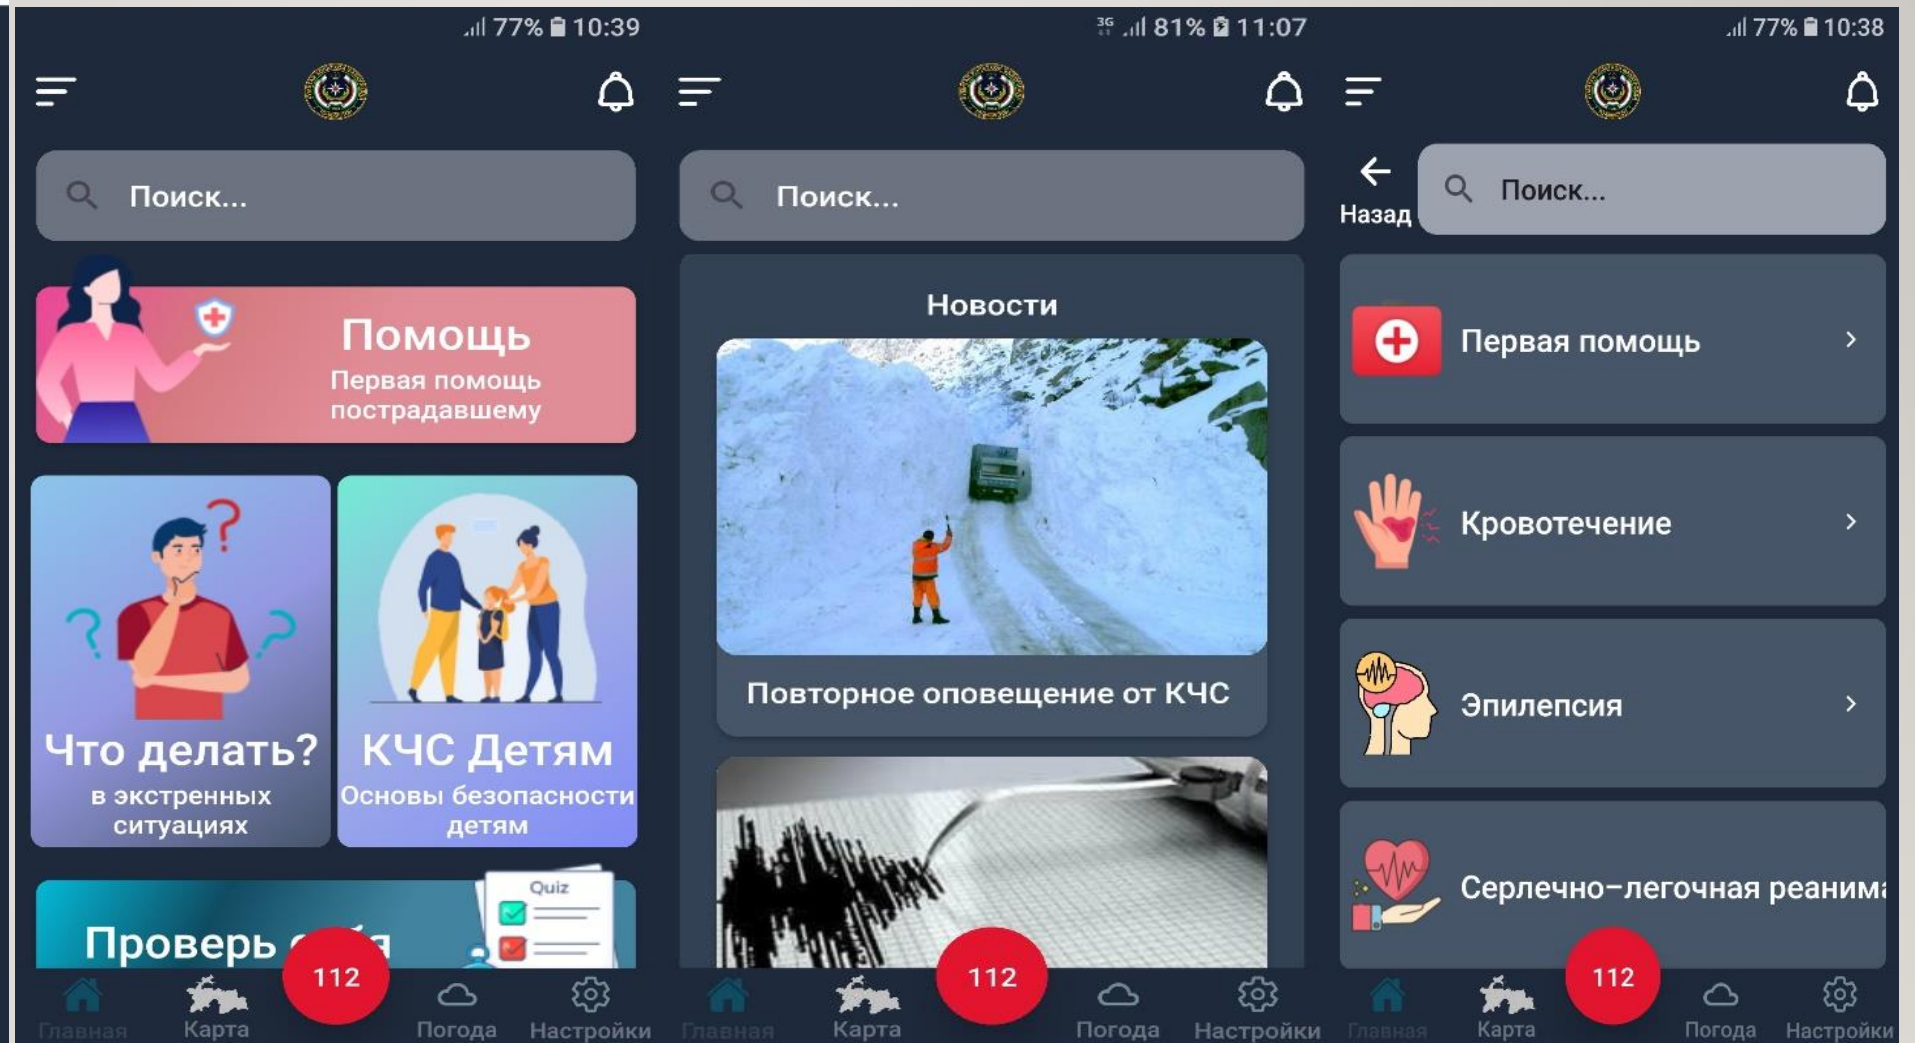 77% 10:39
Поиск...
Помощь
Первая помощь
пострадавшему
Что делать?
в экстренных
ситуациях
КЧС Детям
Основы безопасности
детям
Quiz
Проверь
112
Главная
Карта
Погода
Настройки
3G 81% 11:07
Поиск...
Новости
Повторное оповещение от КЧС
112
Главная
Карта
Погода
Настройки
77% 10:38
Назад
Поиск...
Первая помощь
Кровотечение
Эпилепсия
Серлечно-легочная реаним
112
Главная
Карта
Погода
Настройки